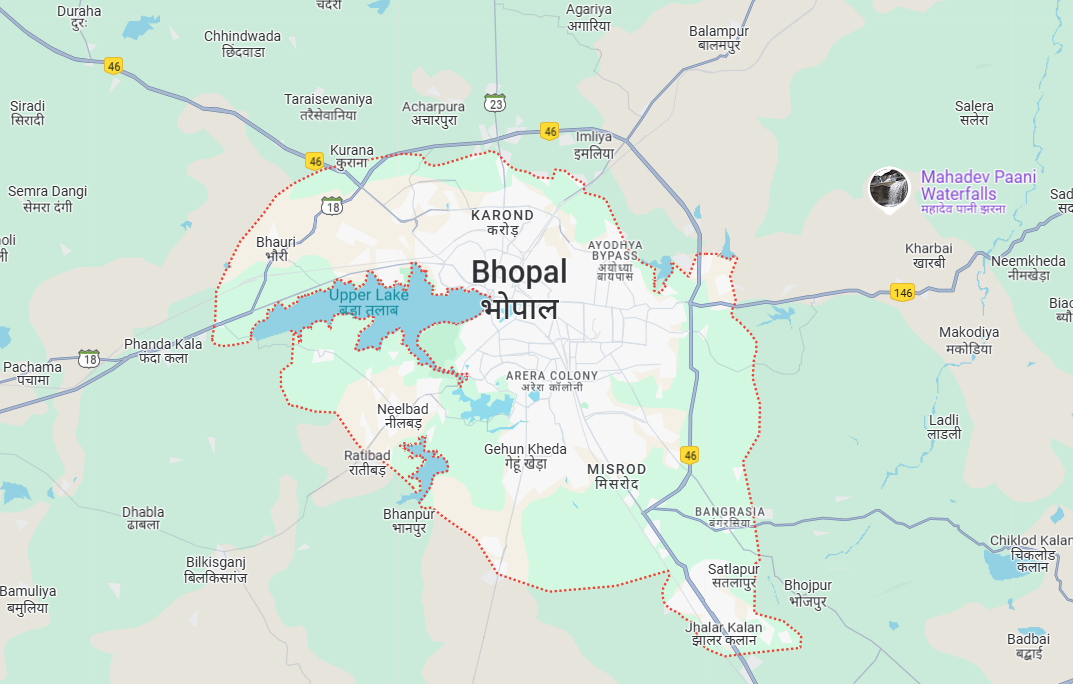 Duraha
दुरः
चंदेरी
Agariya
अगारिया
Chhindwada
छिंदवाडा
Balampur
बालमपुर
46
Siradi
सिरादी
Taraisewaniya
तरैसेवानिया
Acharpura
अचारपुरा
23
46
Imliya
इमलिया
Salera
सलेरा
Kurana
कुराना
46
Mahadev Paani
Waterfalls
महादेव पानी झरना
Semra Dangi
सेमरा दंगी
18
KAROND
करोंड़
Bhauri
भौरी
AYODHYA
BYPASS
अयोध्या
बायपास
Kharbai
खारबी
Neemkheda
नीमखेड़ा
Bhopal
भोपाल
Upper Lake
बड़ा तलाब
146
Makodiya
मकोडिया
Phanda Kala
फंदा कला
18
Pachama
पचामा
ARERA COLONY
अरेरा कॉलोनी
Neelbad
नीलबड़
Ladli
लाडली
Ratibad
रातीबड़
Gehun Kheda
गेहूं खेड़ा
46
MISROD
मिसरोद
Dhabla
ढाबला
Bhanpur
भानपुर
BANGRASIA
बंगरसिया
Chiklod Kalan
चिकलोड
कलान
Bilkisganj
बिलकिसगंज
Satlapur
सतलापुर
Bhojpur
भोजपुर
Bamuliya
बमुलिया
Jhalar Kalan
झालर कलान
Badbai
बद्बाई